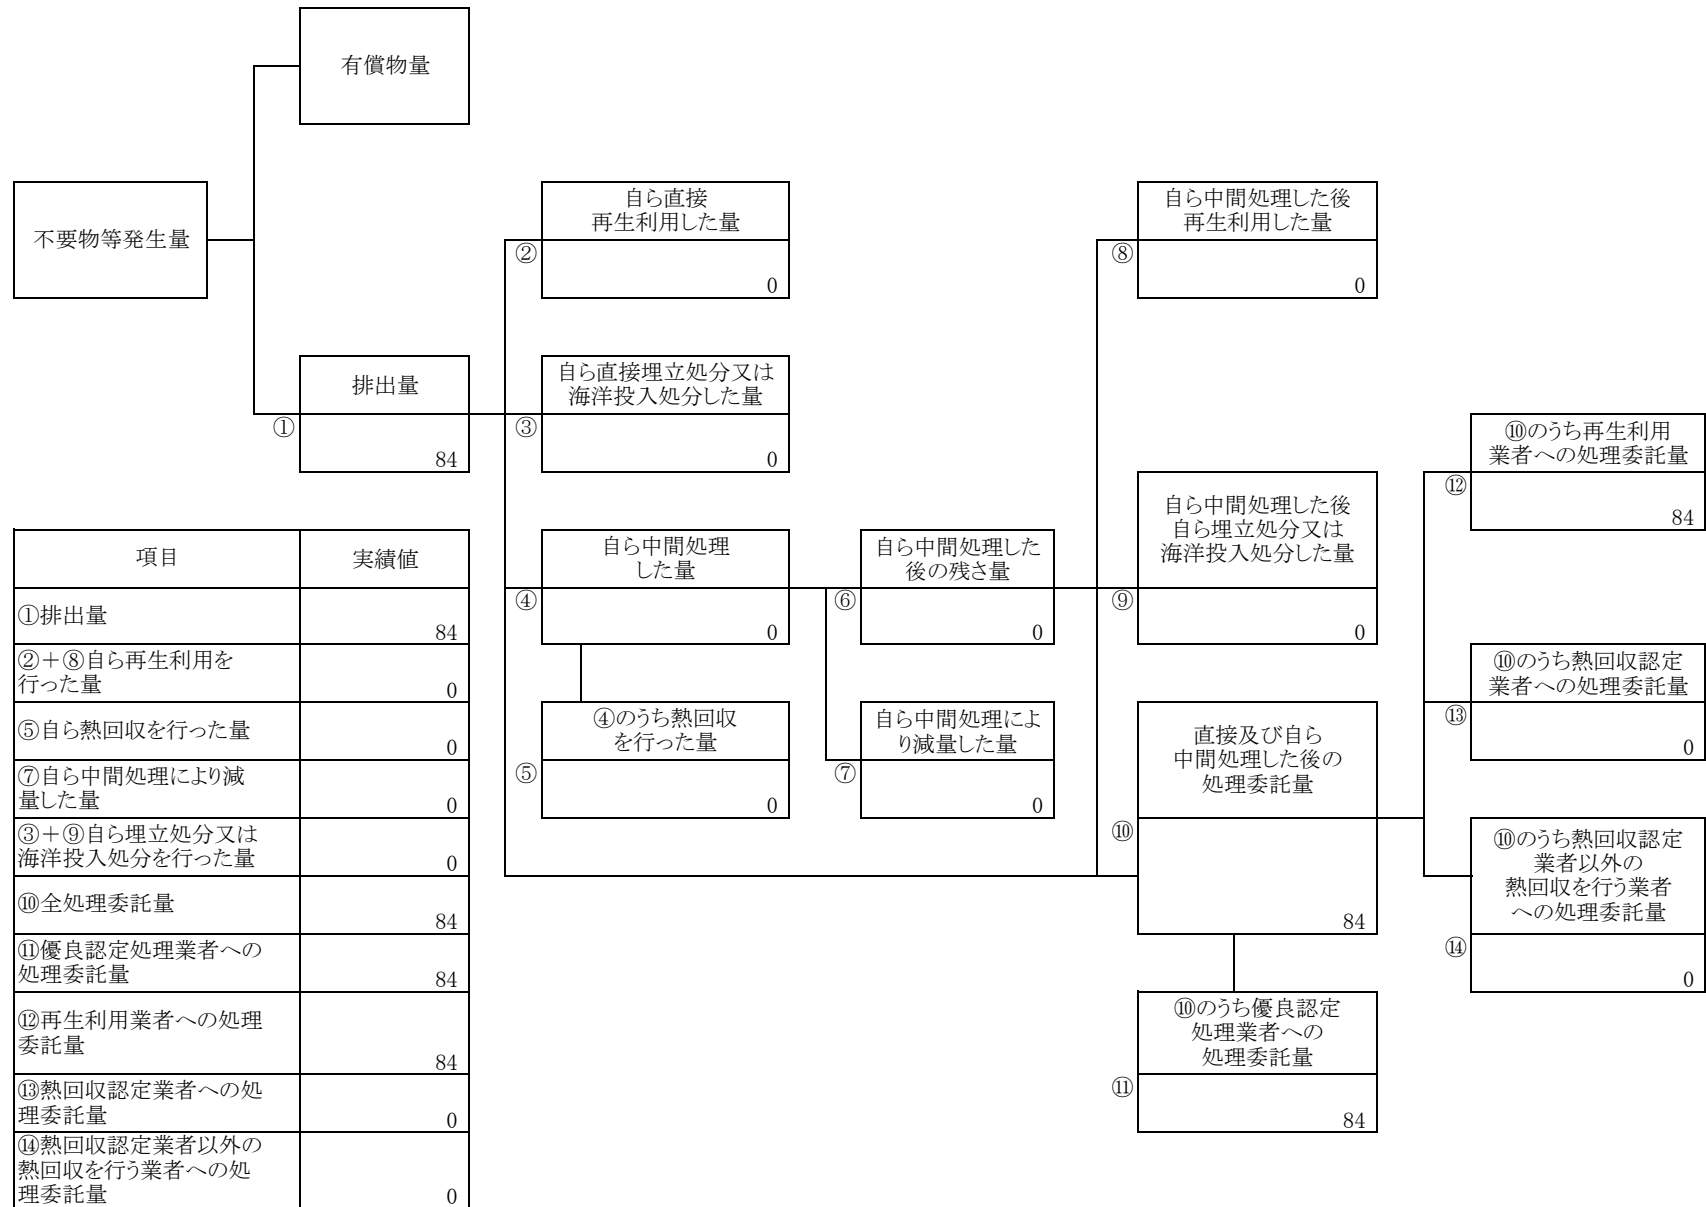 有償物量
不要物等発生量
自ら直接
再生利用した量
②
0
自ら中間処理した後
再生利用した量
⑧
0
排出量
①
84
自ら直接埋立処分又は
海洋投入処分した量
③
0
⑩のうち再生利用
業者への処理委託量
⑫
84
自ら中間処理
した量
④
0
自ら中間処理した
後の残さ量
⑥
0
自ら中間処理した後
自ら埋立処分又は
海洋投入処分した量
⑨
0
⑩のうち熱回収認定
業者への処理委託量
⑬
0
④のうち熱回収
を行った量
⑤
0
自ら中間処理によ
り減量した量
⑦
0
直接及び自ら
中間処理した後の
処理委託量
⑩
84
⑩のうち熱回収認定
業者以外の
熱回収を行う業者
への処理委託量
⑭
0
⑩のうち優良認定
処理業者への
処理委託量
⑪
84
項目
実績値
①排出量
84
②＋⑧自ら再生利用を
行った量
0
⑤自ら熱回収を行った量
0
⑦自ら中間処理により減
量した量
0
③＋⑨自ら埋立処分又は
海洋投入処分を行った量
0
⑩全処理委託量
84
⑪優良認定処理業者への
処理委託量
84
⑫再生利用業者への処理
委託量
84
⑬熱回収認定業者への処
理委託量
0
⑭熱回収認定業者以外の
熱回収を行う業者への処
理委託量
0